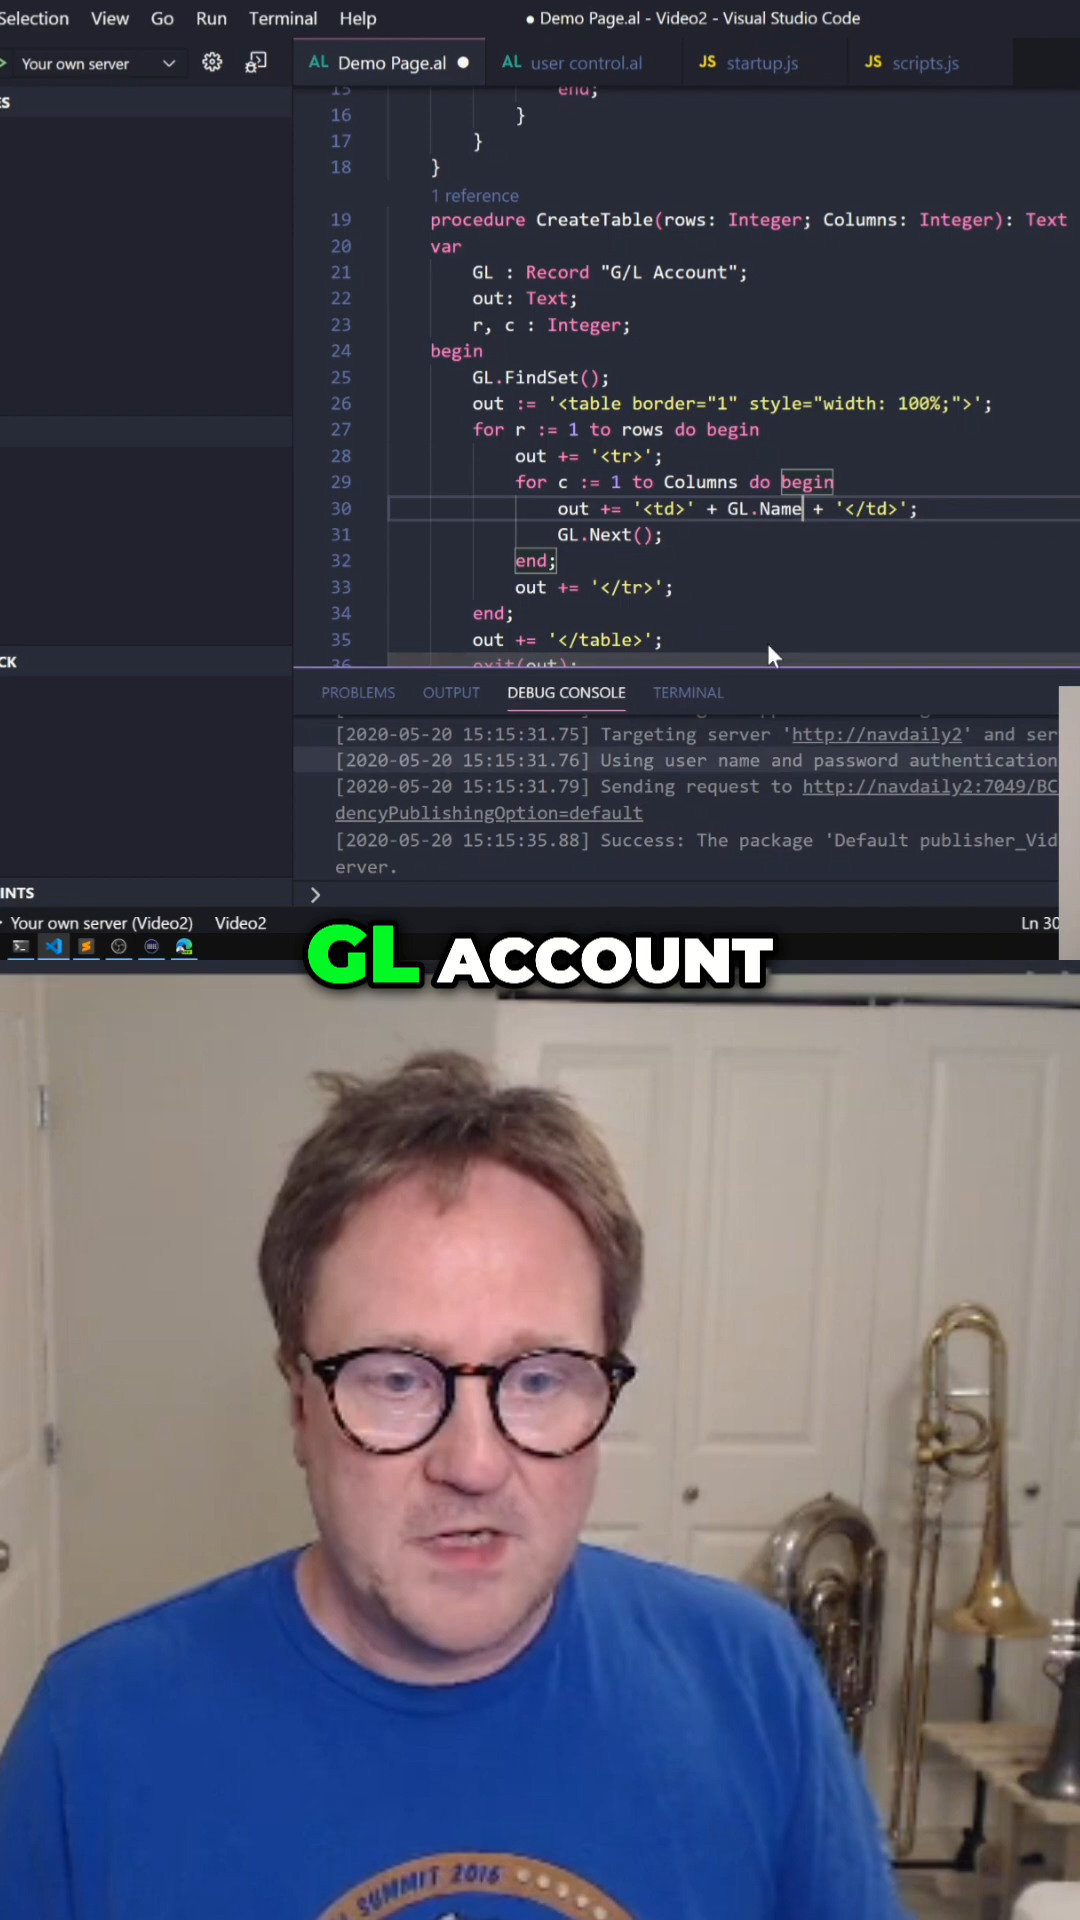 Selection View Go Run Terminal Help ● Demo Page.al - Video2 - Visual Studio Code
Your own server AL Demo Page.al ● AL user control.al JS startup.js JS scripts.js
ES
15 end;
16 }
17 }
18 }
1 reference
19 procedure CreateTable(rows: Integer; Columns: Integer): Text
20 var
21 GL : Record "G/L Account";
22 out: Text;
23 r, c : Integer;
24 begin
25 GL.FindSet();
26 out := '<table border="1" style="width: 100%;">';
27 for r := 1 to rows do begin
28 out += '<tr>';
29 for c := 1 to Columns do begin
30 out += '<td>' + GL.Name + '</td>';
31 GL.Next();
32 end;
33 out += '</tr>';
34 end;
35 out += '</table>';
36 exit(out);
CK
PROBLEMS OUTPUT DEBUG CONSOLE TERMINAL
[2020-05-20 15:15:31.75] Targeting server 'http://navdaily2' and ser
[2020-05-20 15:15:31.76] Using user name and password authentication
[2020-05-20 15:15:31.79] Sending request to http://navdaily2:7049/BC
dencyPublishingOption=default
[2020-05-20 15:15:35.88] Success: The package 'Default publisher_Vid
erver.
INTS
Your own server (Video2) Video2 Ln 30
GL ACCOUNT
SUMMIT 2016